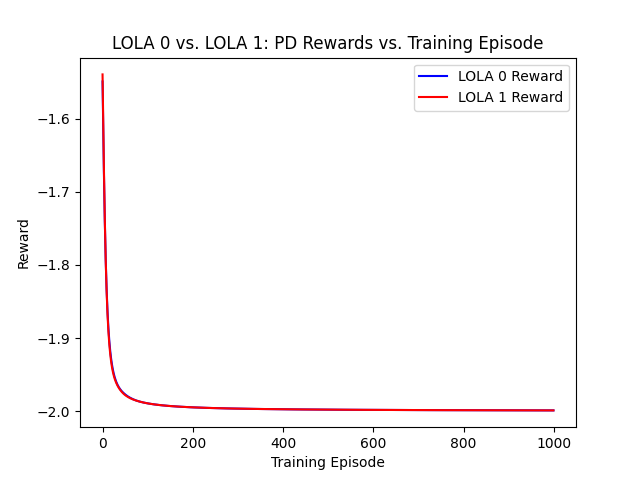 LOLA 0 vs. LOLA 1: PD Rewards vs. Training Episode
LOLA 0 Reward
LOLA 1 Reward
Reward
−1.6
−1.7
−1.8
−1.9
−2.0
0 200 400 600 800 1000
Training Episode